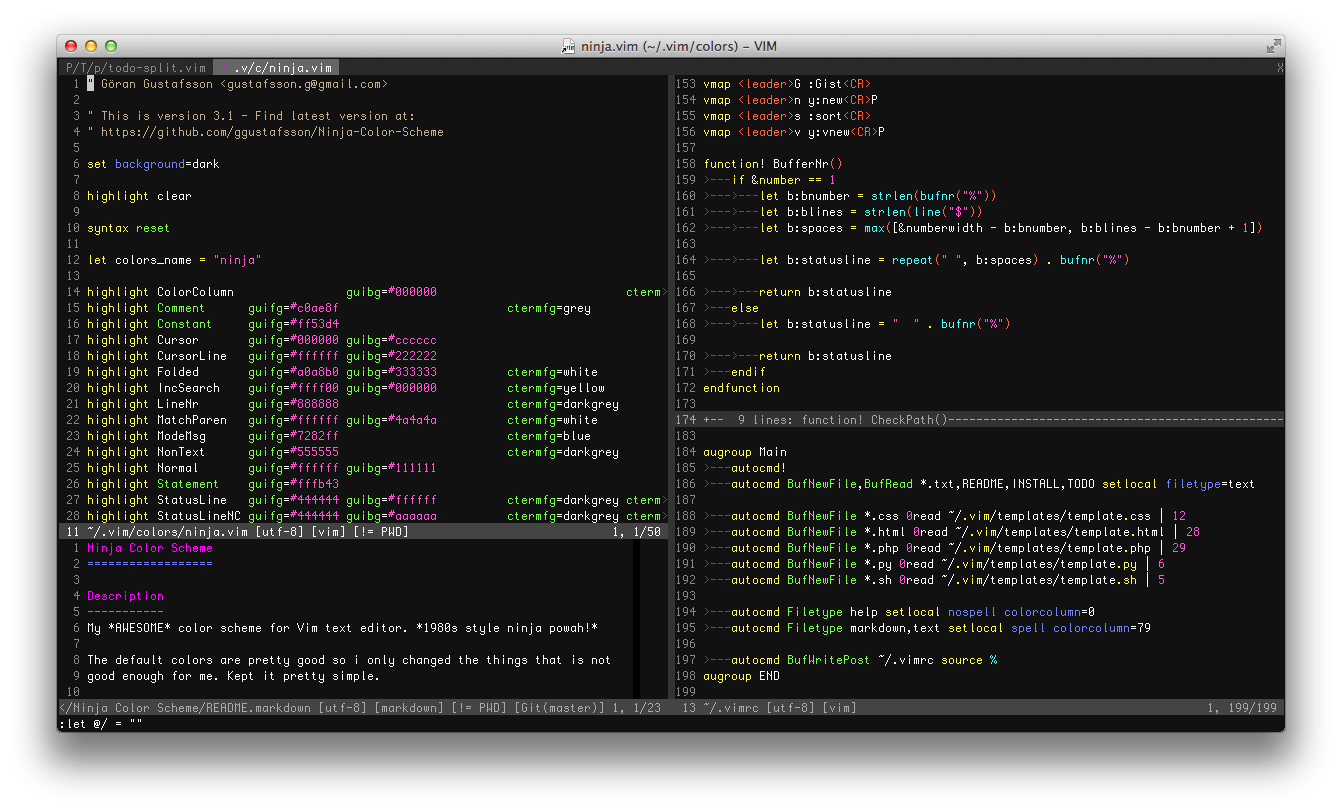 ninja.vim (~/.vim/colors) – VIM
P/T/p/todo-split.vim * .v/c/ninja.vim X
1 " Göran Gustafsson <gustafsson.g@gmail.com>
2
3 " This is version 3.1 - Find latest version at:
4 " https://github.com/ggustafsson/Ninja-Color-Scheme
5
6 set background=dark
7
8 highlight clear
9
10 syntax reset
11
12 let colors_name = "ninja"
13
14 highlight ColorColumn guibg=#000000 cterm>
15 highlight Comment guifg=#c0ae8f ctermfg=grey
16 highlight Constant guifg=#ff53d4
17 highlight Cursor guifg=#000000 guibg=#cccccc
18 highlight CursorLine guifg=#ffffff guibg=#222222
19 highlight Folded guifg=#a0a8b0 guibg=#333333 ctermfg=white
20 highlight IncSearch guifg=#ffff00 guibg=#000000 ctermfg=yellow
21 highlight LineNr guifg=#888888 ctermfg=darkgrey
22 highlight MatchParen guifg=#ffffff guibg=#4a4a4a ctermfg=white
23 highlight ModeMsg guifg=#7282ff ctermfg=blue
24 highlight NonText guifg=#555555 ctermfg=darkgrey
25 highlight Normal guifg=#ffffff guibg=#111111
26 highlight Statement guifg=#fffb43
27 highlight StatusLine guifg=#444444 guibg=#ffffff ctermfg=darkgrey cterm>
28 highlight StatusLineNC guifg=#444444 guibg=#aaaaaa ctermfg=darkgrey cterm>
11 ~/.vim/colors/ninja.vim [utf-8] [vim] [!= PWD] 1, 1/50
1 Ninja Color Scheme
2 ==================
3
4 Description
5 -----------
6 My *AWESOME* color scheme for Vim text editor. *1980s style ninja powah!*
7
8 The default colors are pretty good so i only changed the things that is not
9 good enough for me. Kept it pretty simple.
10
</Ninja Color Scheme/README.markdown [utf-8] [markdown] [!= PWD] [Git(master)] 1, 1/23
:let @/ = ""
153 vmap <leader>G :Gist<CR>
154 vmap <leader>n y:new<CR>P
155 vmap <leader>s :sort<CR>
156 vmap <leader>v y:vnew<CR>P
157
158 function! BufferNr()
159 >---if &number == 1
160 >--->---let b:bnumber = strlen(bufnr("%"))
161 >--->---let b:blines = strlen(line("$"))
162 >--->---let b:spaces = max([&numberwidth - b:bnumber, b:blines - b:bnumber + 1])
163
164 >--->---let b:statusline = repeat(" ", b:spaces) . bufnr("%")
165
166 >--->---return b:statusline
167 >---else
168 >--->---let b:statusline = "  " . bufnr("%")
169
170 >--->---return b:statusline
171 >---endif
172 endfunction
173
174 +--  9 lines: function! CheckPath()------------------------------------------------
183
184 augroup Main
185 >---autocmd!
186 >---autocmd BufNewFile,BufRead *.txt,README,INSTALL,TODO setlocal filetype=text
187
188 >---autocmd BufNewFile *.css 0read ~/.vim/templates/template.css | 12
189 >---autocmd BufNewFile *.html 0read ~/.vim/templates/template.html | 28
190 >---autocmd BufNewFile *.php 0read ~/.vim/templates/template.php | 29
191 >---autocmd BufNewFile *.py 0read ~/.vim/templates/template.py | 6
192 >---autocmd BufNewFile *.sh 0read ~/.vim/templates/template.sh | 5
193
194 >---autocmd Filetype help setlocal nospell colorcolumn=0
195 >---autocmd Filetype markdown,text setlocal spell colorcolumn=79
196
197 >---autocmd BufWritePost ~/.vimrc source %
198 augroup END
199
13 ~/.vimrc [utf-8] [vim] 1, 199/199